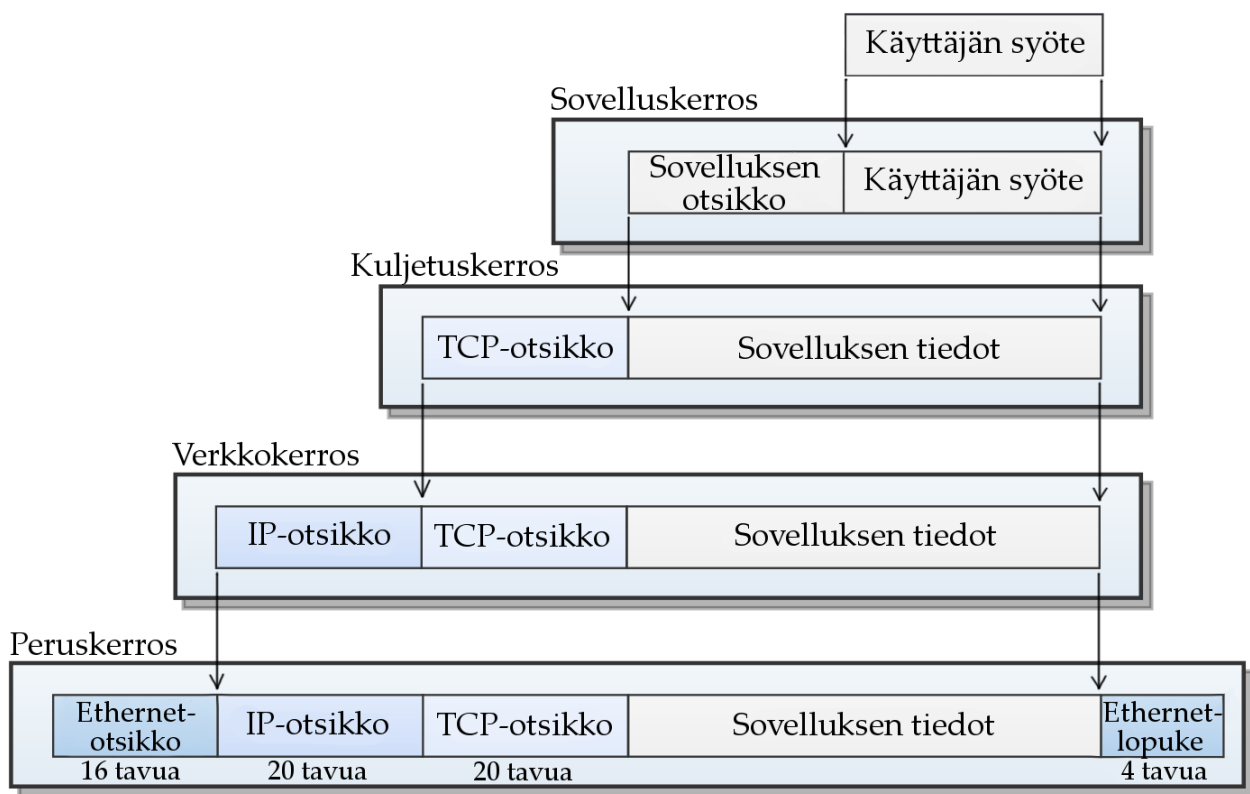 Käyttäjän syöte
Sovelluskerros
Sovelluksen
otsikko
Käyttäjän syöte
Kuljetuskerros
TCP-otsikko
Sovelluksen tiedot
Verkkokerros
IP-otsikko
TCP-otsikko
Sovelluksen tiedot
Peruskerros
Ethernet-
otsikko
IP-otsikko
TCP-otsikko
Sovelluksen tiedot
Ethernet-
lopuke
16 tavua
20 tavua
20 tavua
4 tavua